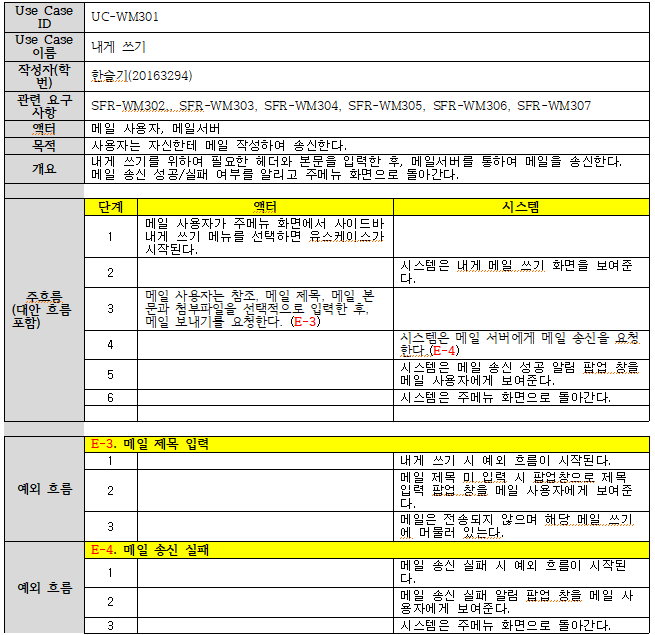 Use Case
ID
UC-WM301
Use Case
이름
내게 쓰기
작성자(학
번)
한슬기(20163294)
관련 요구
사항
SFR-WM302,, SFR-WM303, SFR-WM304, SFR-WM305, SFR-WM306, SFR-WM307
액터
메일 사용자, 메일서버
목적
사용자는 자신한테 메일 작성하여 송신한다.
개요
내게 쓰기를 위하여 필요한 헤더와 본문을 입력한 후, 메일서버를 통하여 메일을 송신한다.
메일 송신 성공/실패 여부를 알리고 주메뉴 화면으로 돌아간다.
주흐름
(대안 흐름
포함)
단계 액터 시스템
1
메일 사용자가 주메뉴 화면에서 사이드바
내게 쓰기 메뉴를 선택하면 유스케이스가
시작된다.
2
시스템은 내게 메일 쓰기 화면을 보여준
다.
3
메일 사용자는 참조, 메일 제목, 메일 본
문과 첨부파일을 선택적으로 입력한 후,
메일 보내기를 요청한다. (E-3)
4
시스템은 메일 서버에게 메일 송신을 요청
한다.(E-4)
5
시스템은 메일 송신 성공 알림 팝업 창을
메일 사용자에게 보여준다.
6
시스템은 주메뉴 화면으로 돌아간다.
예외 흐름
E-3. 메일 제목 입력
1
내게 쓰기 시 예외 흐름이 시작된다.
2
메일 제목 미 입력 시 팝업창으로 제목
입력 팝업 창을 메일 사용자에게 보여준
다.
3
메일은 전송되지 않으며 해당 메일 쓰기
에 머물러 있는다.
예외 흐름
E-4. 메일 송신 실패
1
메일 송신 실패 시 예외 흐름이 시작된
다.
2
메일 송신 실패 알림 팝업 창을 메일 사
용자에게 보여준다.
3
시스템은 주메뉴 화면으로 돌아간다.